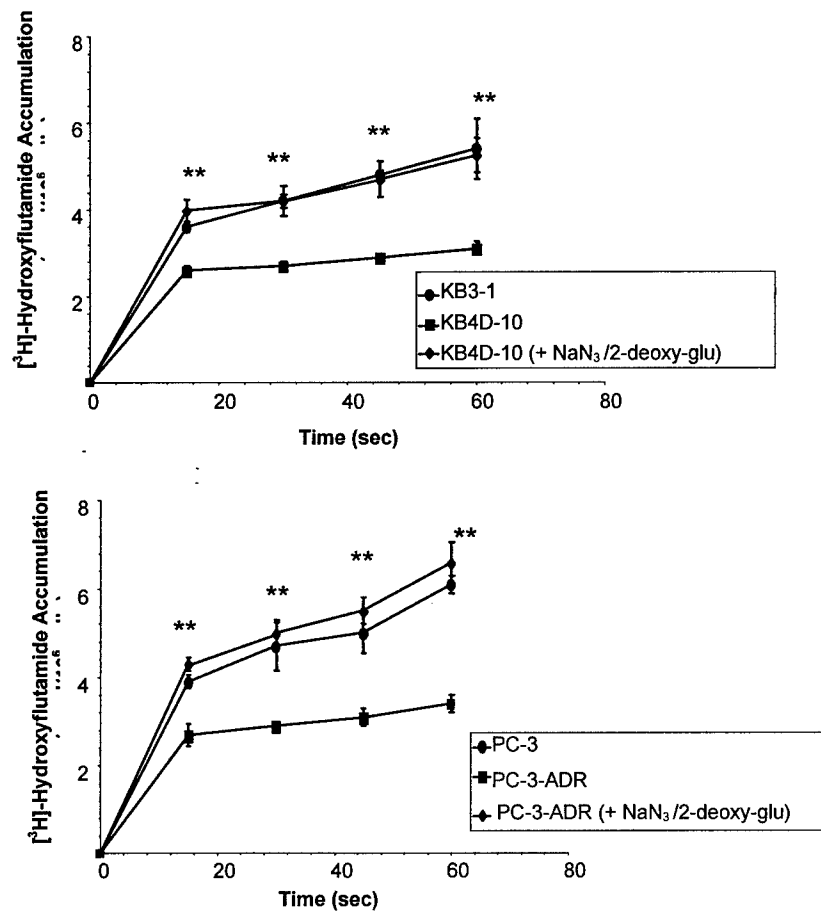 8
6
4
2
0
20
40
60
80
[³H]-Hydroxyflutamide Accumulation
**
**
**
**
KB3-1
KB4D-10
KB4D-10 (+ NaN₃/2-deoxy-glu)
Time (sec)
8
6
4
2
0
20
40
60
80
[³H]-Hydroxyflutamide Accumulation
**
**
**
**
PC-3
PC-3-ADR
PC-3-ADR (+ NaN₃/2-deoxy-glu)
Time (sec)